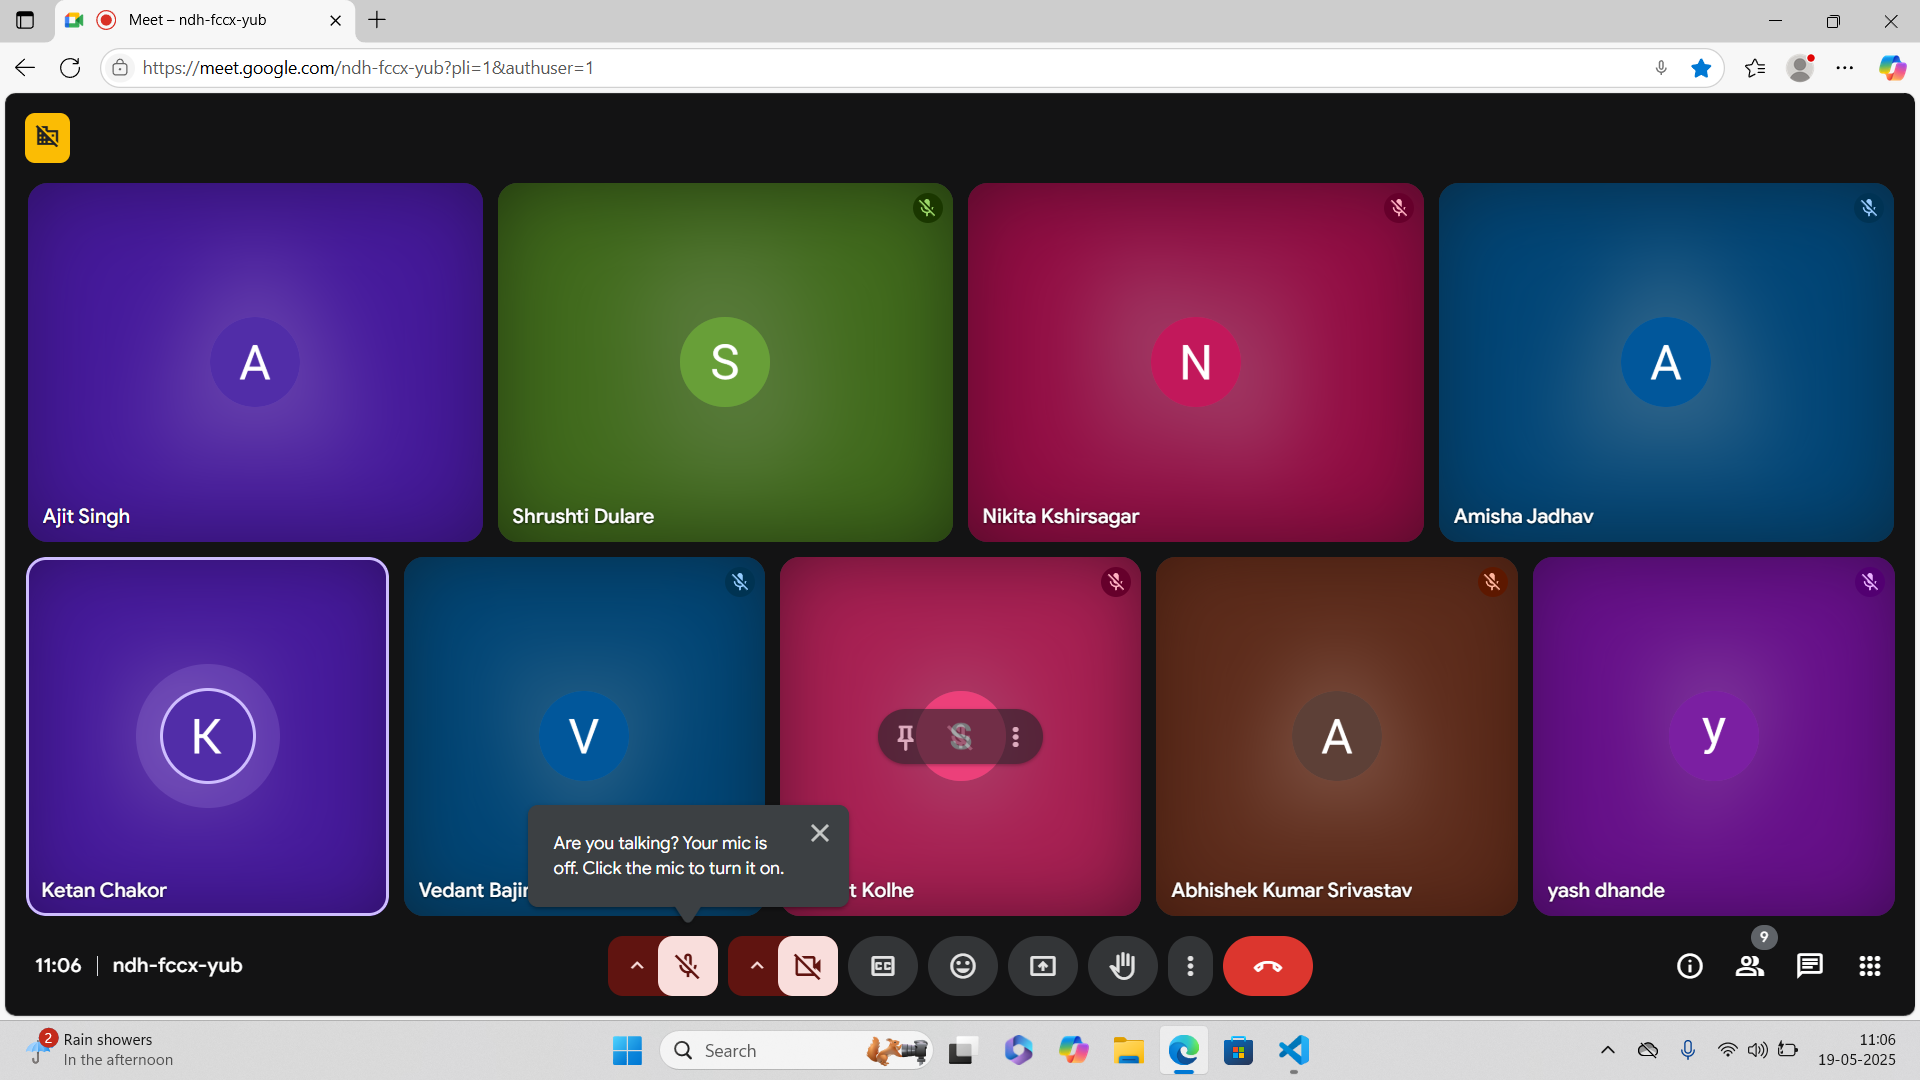 Meet – ndh-fccx-yub
https://meet.google.com/ndh-fccx-yub?pli=1&authuser=1
A
S
N
A
Ajit Singh
Shrushti Dulare
Nikita Kshirsagar
Amisha Jadhav
K
V
S
A
y
Are you talking? Your mic is
off. Click the mic to turn it on.
Ketan Chakor
Vedant
t Kolhe
Abhishek Kumar Srivastav
yash dhande
11:06 | ndh-fccx-yub
CC
9
2
Rain showers
In the afternoon
Search
11:06
19-05-2025